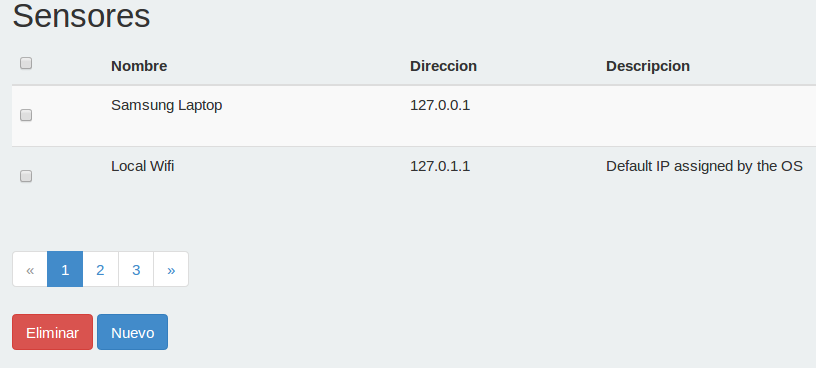 Sensores
Nombre Direccion Descripcion
Samsung Laptop 127.0.0.1
Local Wifi 127.0.1.1 Default IP assigned by the OS
« 1 2 3 »
Eliminar Nuevo